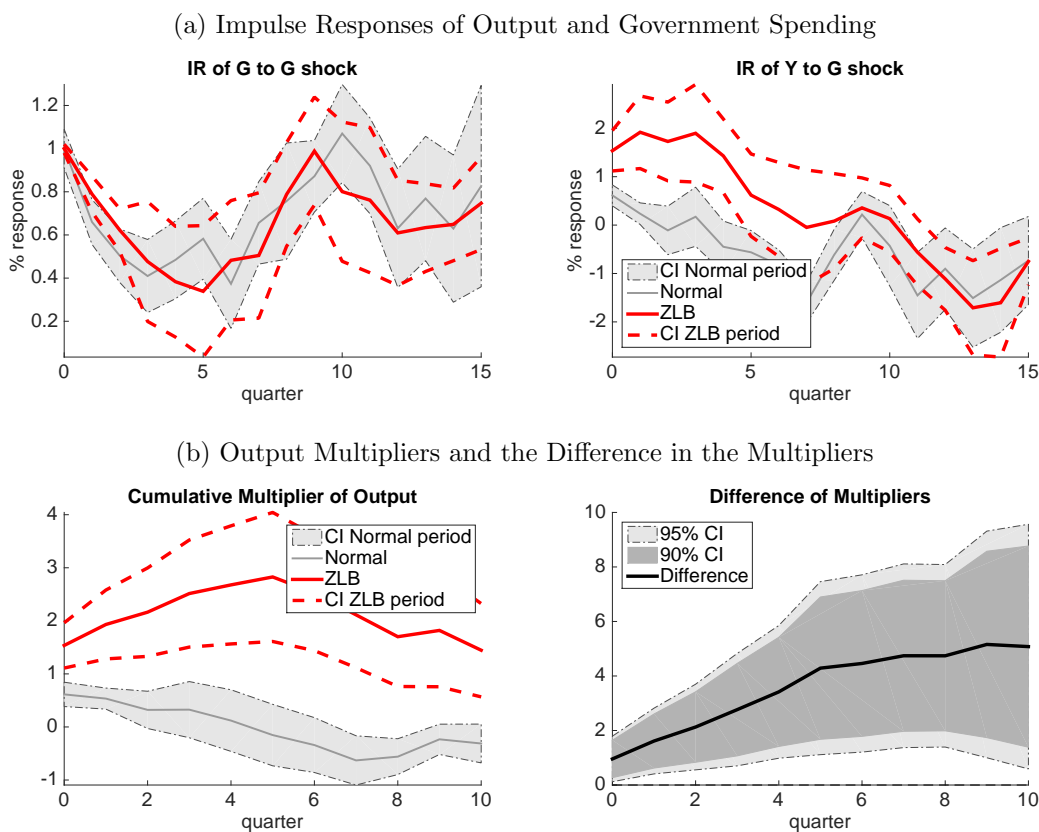 (a) Impulse Responses of Output and Government Spending
IR of G to G shock
% response
1.2
1
0.8
0.6
0.4
0.2
0 5 10 15
quarter
IR of Y to G shock
% response
2
1
0
-1
-2
CI Normal period
Normal
ZLB
CI ZLB period
0 5 10 15
quarter
(b) Output Multipliers and the Difference in the Multipliers
Cumulative Multiplier of Output
4
3
2
1
0
-1
CI Normal period
Normal
ZLB
CI ZLB period
0 2 4 6 8 10
quarter
Difference of Multipliers
10
8
6
4
2
0
95% CI
90% CI
Difference
0 2 4 6 8 10
quarter